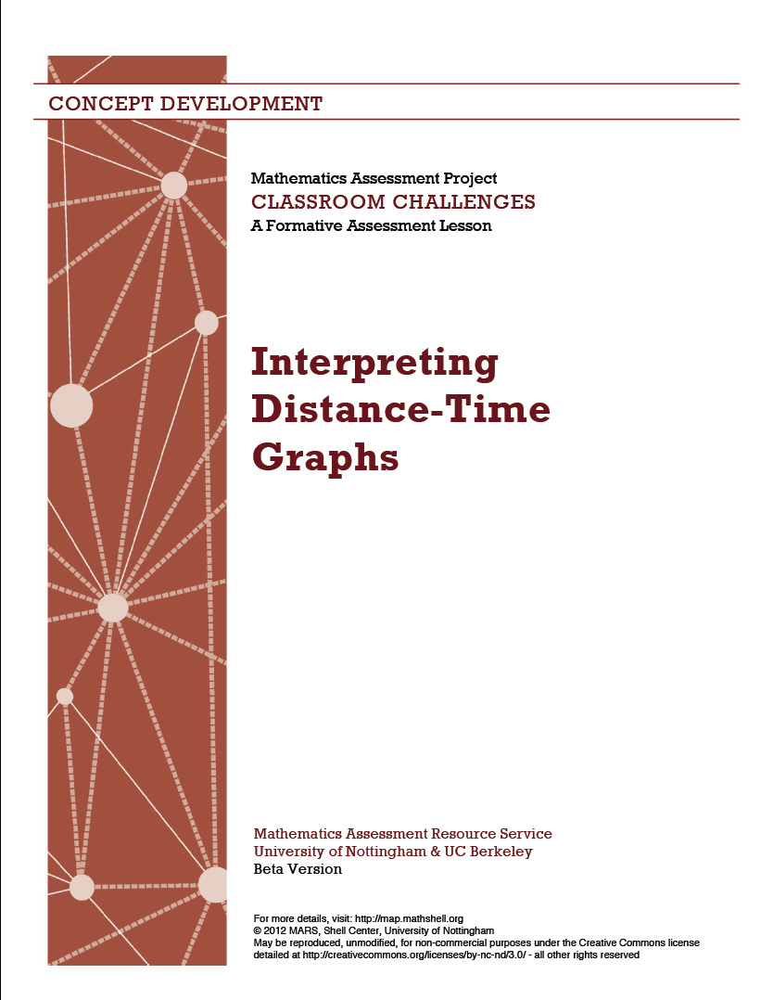 CONCEPT DEVELOPMENT
Mathematics Assessment Project
CLASSROOM CHALLENGES
A Formative Assessment Lesson
Interpreting
Distance-Time
Graphs
Mathematics Assessment Resource Service
University of Nottingham & UC Berkeley
Beta Version
For more details, visit: http://map.mathshell.org
© 2012 MARS, Shell Center, University of Nottingham
May be reproduced, unmodified, for non-commercial purposes under the Creative Commons license
detailed at http://creativecommons.org/licenses/by-nc-nd/3.0/ - all other rights reserved